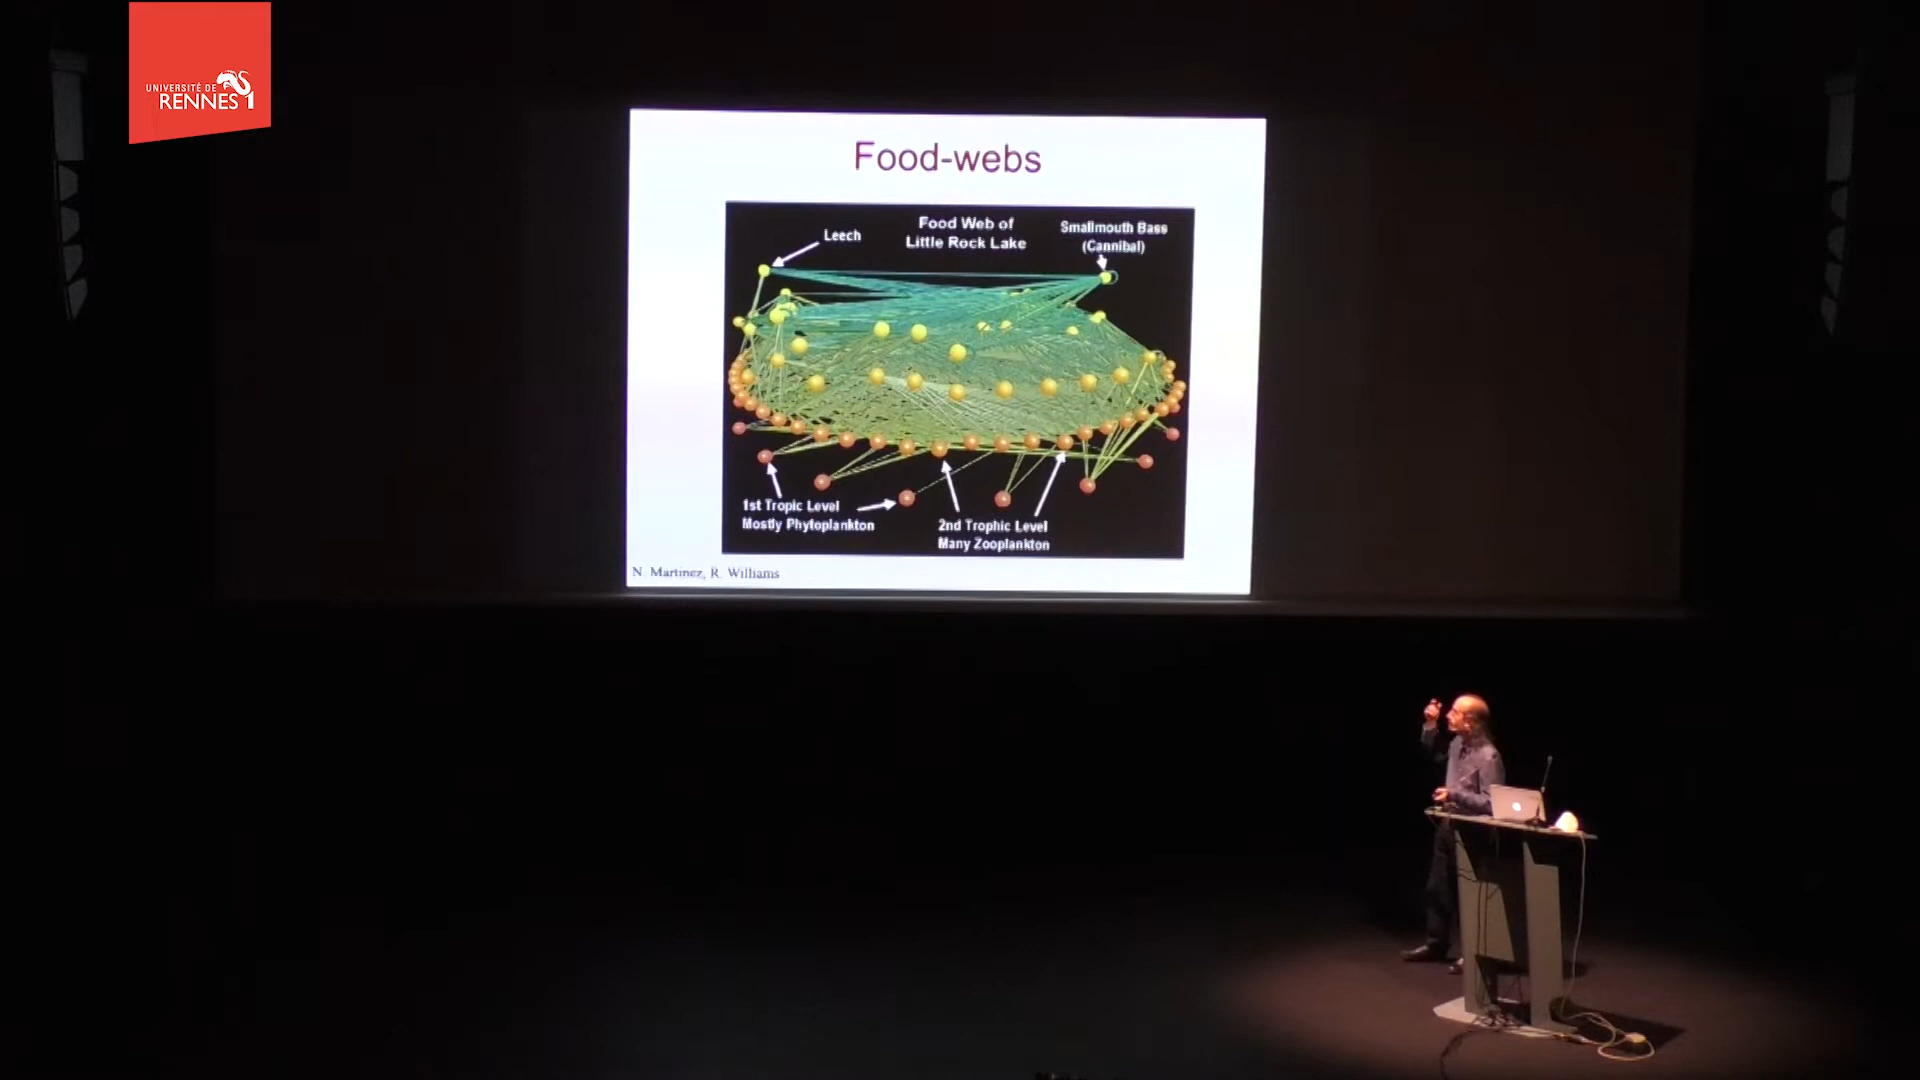 UNIVERSITÉ DE
RENNES 1
Food-webs
Leech
Food Web of
Little Rock Lake
Smallmouth Bass
(Cannibal)
1st Tropic Level
Mostly Phytoplankton
2nd Trophic Level
Many Zooplankton
N. Martinez, R. Williams